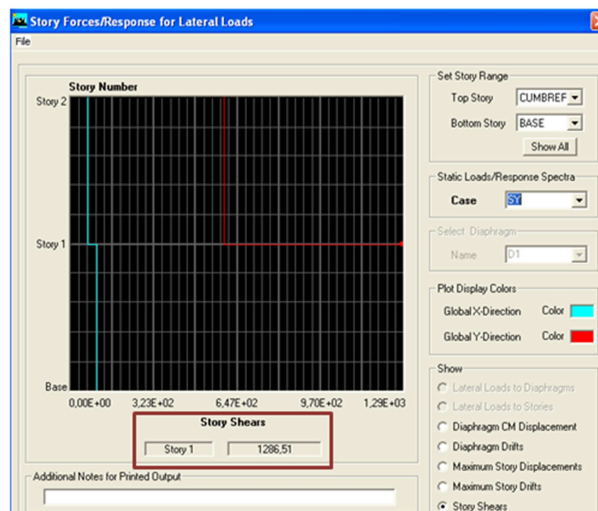 Story Forces/Response for Lateral Loads
File
Story Number
Story 2
Story 1
Base
0,00E+00 3,23E+02 6,47E+02 9,70E+02 1,29E+03
Story Shears
Story 1 1286,51
Additional Notes for Printed Output
Set Story Range
Top Story CUMBREF
Bottom Story BASE
Show All
Static Loads/Response Spectra
Case SY
Select Diaphragm
Name D1
Plot Display Colors
Global X-Direction Color
Global Y-Direction Color
Show
Lateral Loads to Diaphragms
Lateral Loads to Stories
Diaphragm CM Displacement
Diaphragm Drifts
Maximum Story Displacements
Maximum Story Drifts
Story Shears